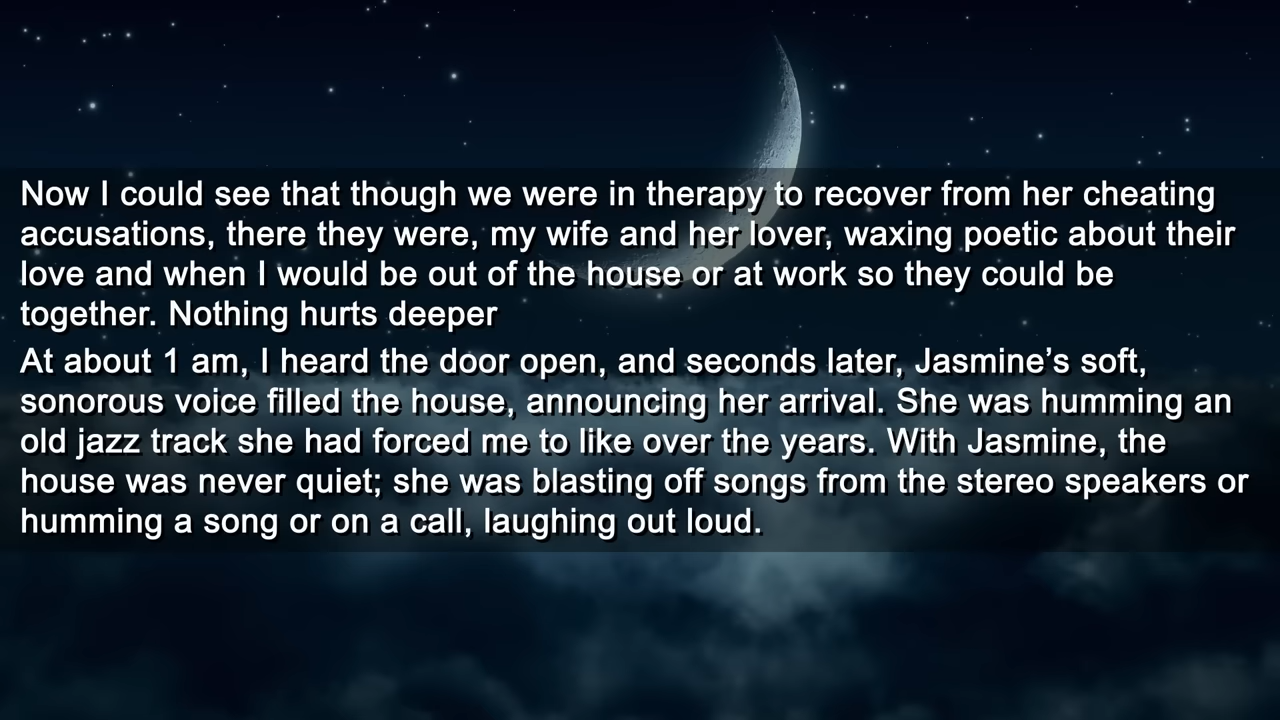 Now I could see that though we were in therapy to recover from her cheating
accusations, there they were, my wife and her lover, waxing poetic about their
love and when I would be out of the house or at work so they could be
together. Nothing hurts deeper
At about 1 am, I heard the door open, and seconds later, Jasmine’s soft,
sonorous voice filled the house, announcing her arrival. She was humming an
old jazz track she had forced me to like over the years. With Jasmine, the
house was never quiet; she was blasting off songs from the stereo speakers or
humming a song or on a call, laughing out loud.